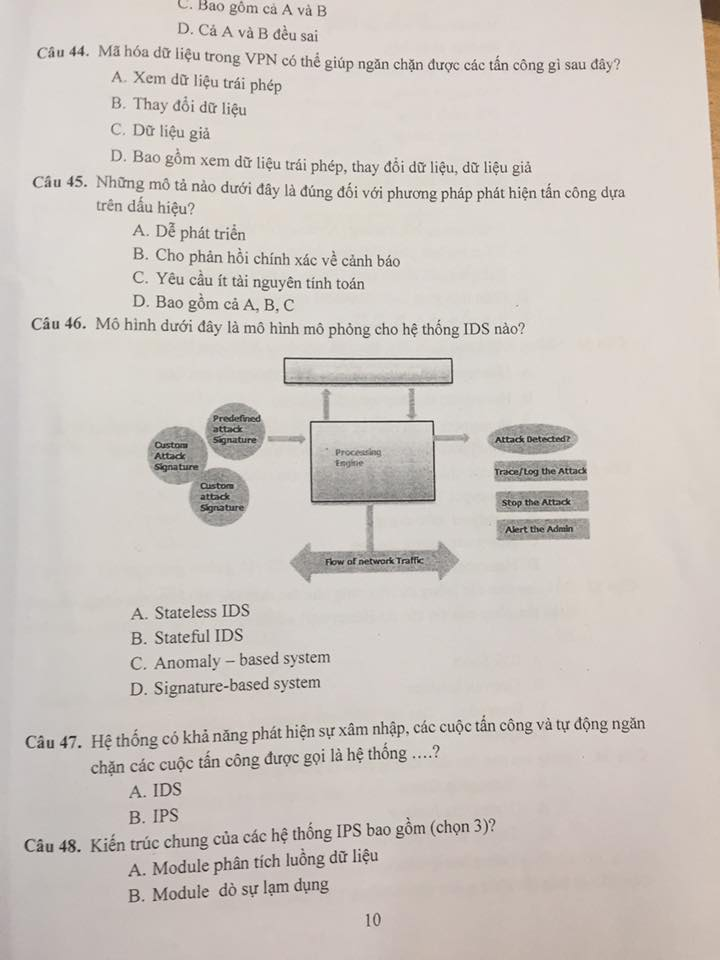 C. Bao gồm cả A và B
D. Cả A và B đều sai
Câu 44. Mã hóa dữ liệu trong VPN có thể giúp ngăn chặn được các tấn công gì sau đây?
A. Xem dữ liệu trái phép
B. Thay đổi dữ liệu
C. Dữ liệu giả
D. Bao gồm xem dữ liệu trái phép, thay đổi dữ liệu, dữ liệu giả
Câu 45. Những mô tả nào dưới đây là đúng đối với phương pháp phát hiện tấn công dựa
trên dấu hiệu?
A. Dễ phát triển
B. Cho phản hồi chính xác về cảnh báo
C. Yêu cầu ít tài nguyên tính toán
D. Bao gồm cả A, B, C
Câu 46. Mô hình dưới đây là mô hình mô phỏng cho hệ thống IDS nào?
Predefined
attack
Signature
Custom
Attack
Signature
Custom
attack
Signature
Processing
Engine
Attack Detected?
Trace/Log the Attack
Stop the Attack
Alert the Admin
Flow of network Traffic
A. Stateless IDS
B. Stateful IDS
C. Anomaly – based system
D. Signature-based system
Câu 47. Hệ thống có khả năng phát hiện sự xâm nhập, các cuộc tấn công và tự động ngăn
chặn các cuộc tấn công được gọi là hệ thống ….?
A. IDS
B. IPS
Câu 48. Kiến trúc chung của các hệ thống IPS bao gồm (chọn 3)?
A. Module phân tích luồng dữ liệu
B. Module dò sự lạm dụng
10